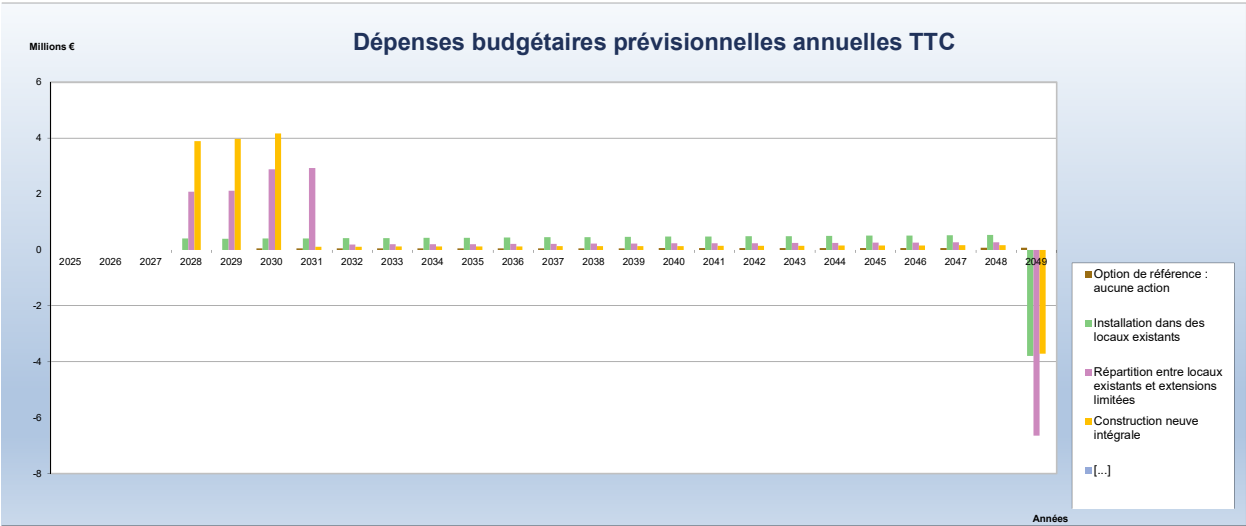 Dépenses budgétaires prévisionnelles annuelles TTC
Millions €
6
4
2
0
-2
-4
-6
-8
2025 2026 2027 2028 2029 2030 2031 2032 2033 2034 2035 2036 2037 2038 2039 2040 2041 2042 2043 2044 2045 2046 2047 2048 2049
Option de référence :
aucune action
Installation dans des
locaux existants
Répartition entre locaux
existants et extensions
limitées
Construction neuve
intégrale
[...]
Années